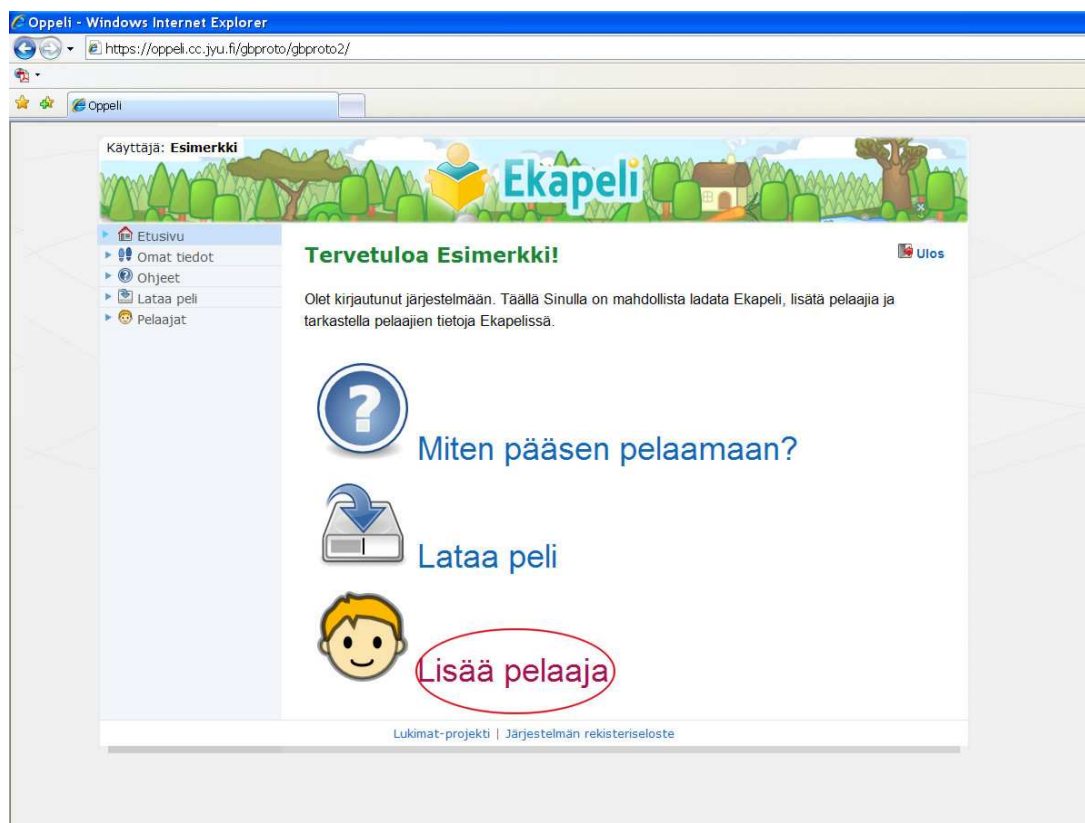 Oppeli - Windows Internet Explorer
https://oppeli.cc.jyu.fi/gbproto/gbproto2/
Oppeli
Käyttäjä: Esimerkki
Ekapeli
Etusivu
Omat tiedot
Ohjeet
Lataa peli
Pelaajat
Tervetuloa Esimerkki!
Ulos
Olet kirjautunut järjestelmään. Täällä Sinulla on mahdollista ladata Ekapeli, lisätä pelaajia ja
tarkastella pelaajien tietoja Ekapelissä.
Miten pääsen pelaamaan?
Lataa peli
Lisää pelaaja
Lukimat-projekti | Järjestelmän rekisteriseloste